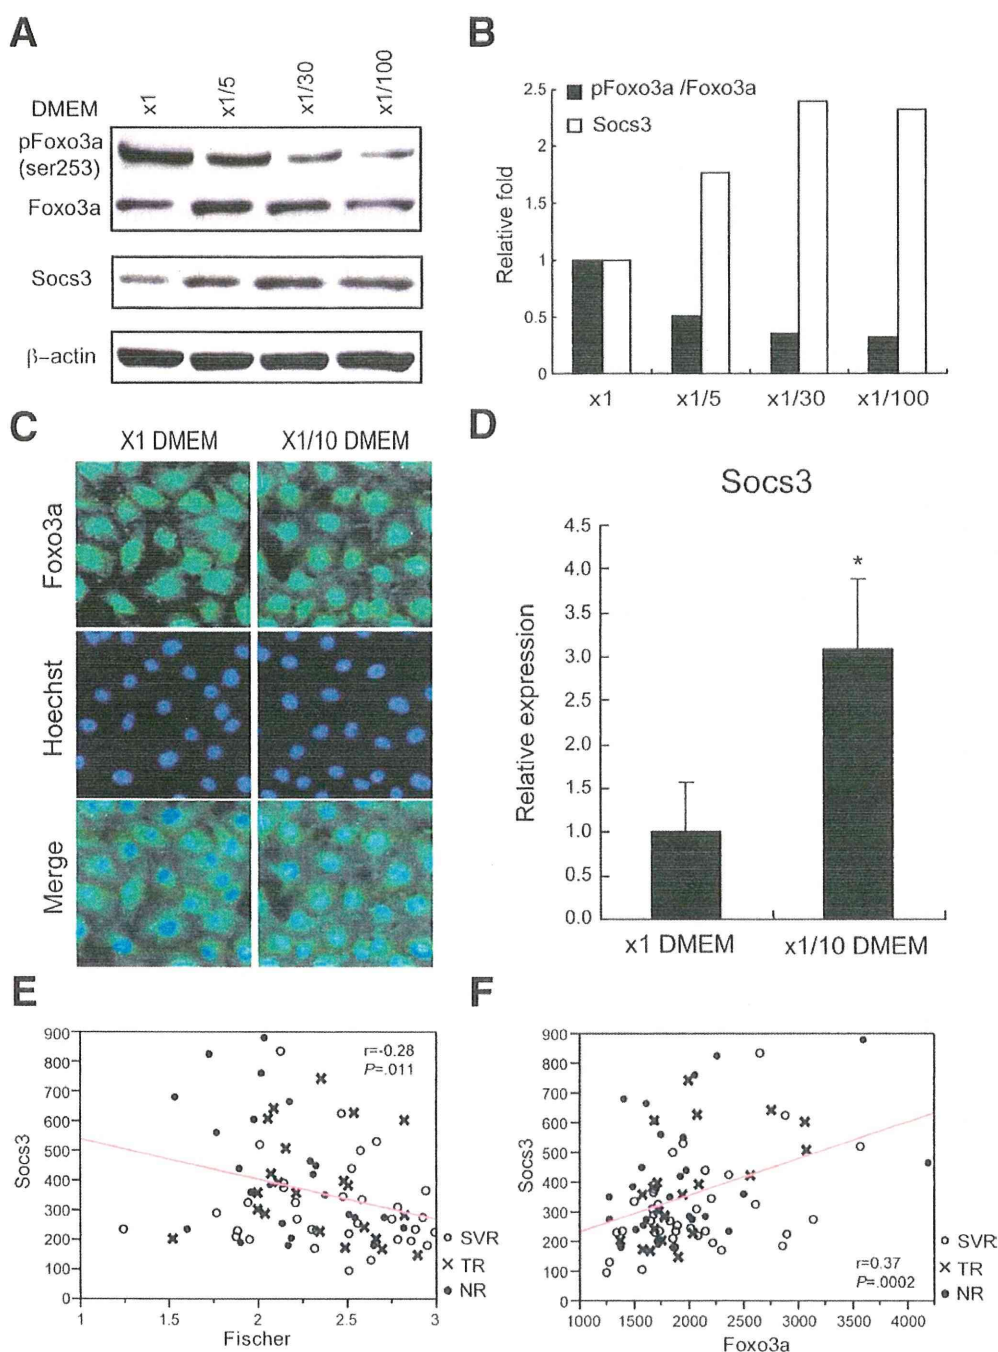 A
DMEM
x1
x1/5
x1/30
x1/100
pFoxo3a
(ser253)
Foxo3a
Socs3
β–actin
B
pFoxo3a /Foxo3a
Socs3
Relative fold
2.5
2
1.5
1
0.5
0
x1
x1/5
x1/30
x1/100
C
X1 DMEM
X1/10 DMEM
Foxo3a
Hoechst
Merge
D
Socs3
Relative expression
4.5
4.0
3.5
3.0
2.5
2.0
1.5
1.0
0.5
0.0
*
x1 DMEM
x1/10 DMEM
E
Socs3
900
800
700
600
500
400
300
200
100
0
r=-0.28
P=.011
SVR
TR
NR
1
1.5
2
2.5
3
Fischer
F
Socs3
900
800
700
600
500
400
300
200
100
0
r=0.37
P=.0002
SVR
TR
NR
1000
1500
2000
2500
3000
3500
4000
Foxo3a